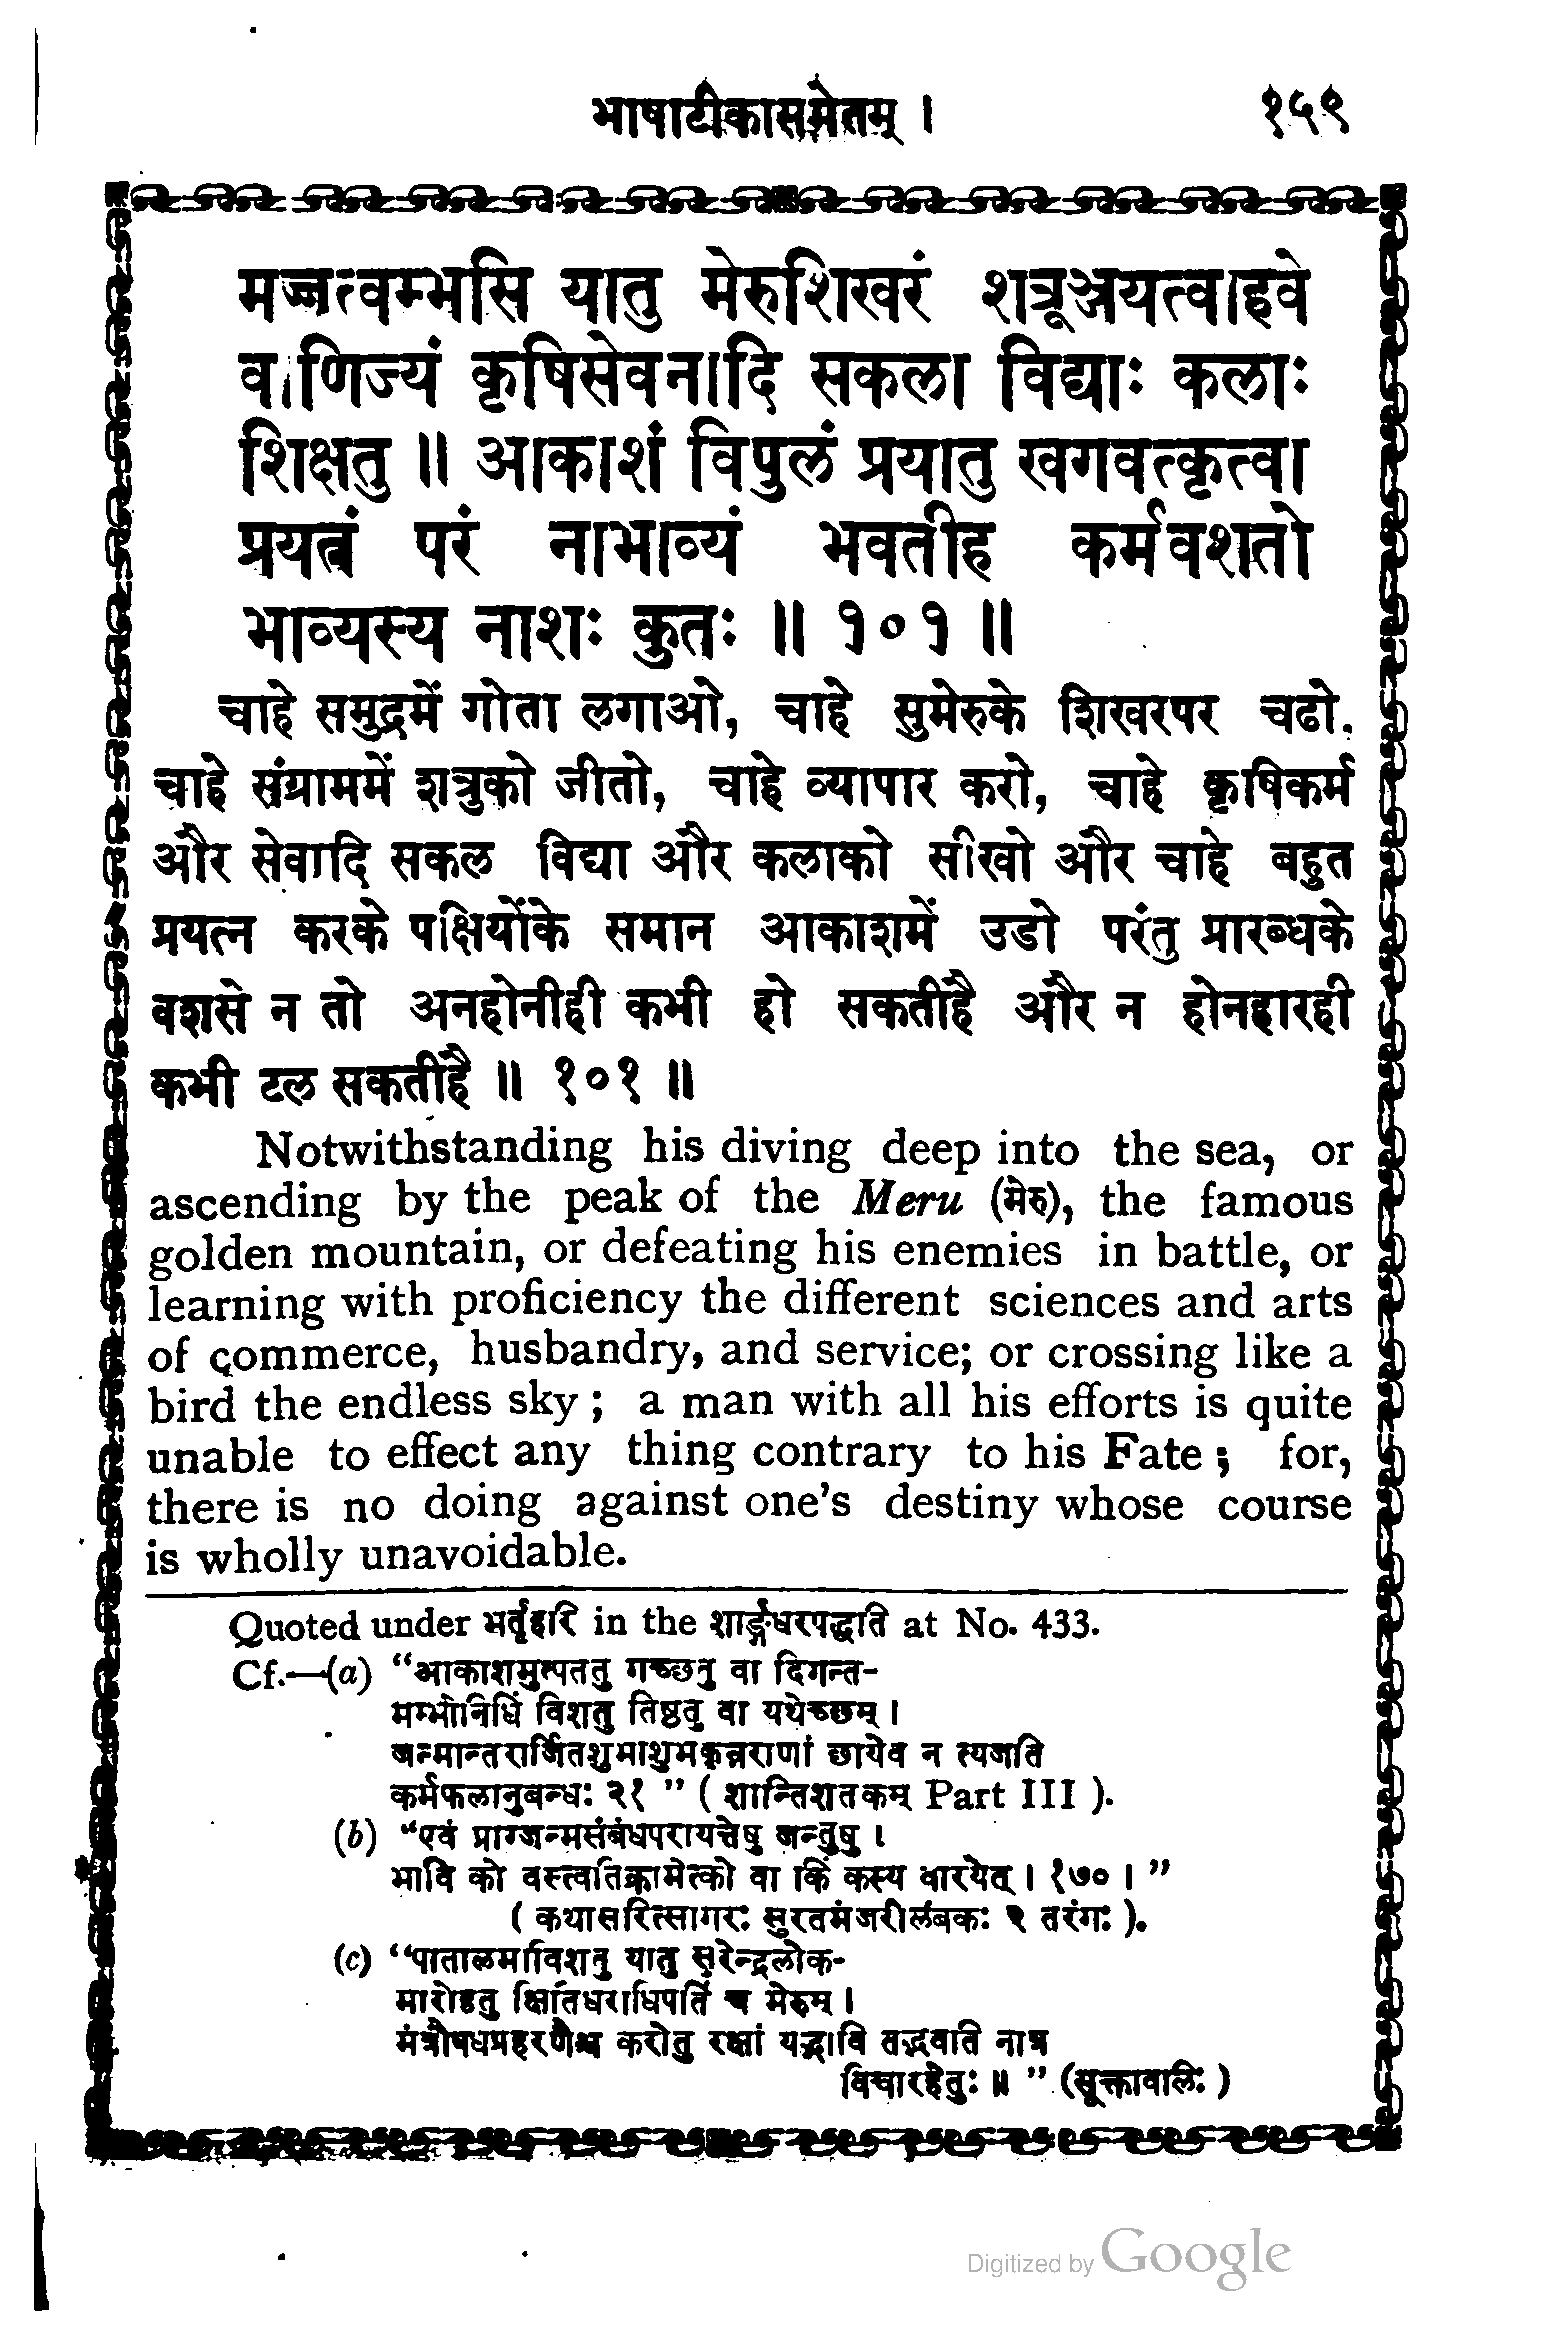 भाषाटीकासमेतम् । १५९
मज्जत्वम्भसि यातु मेरुशिखरं शत्रूञ्जयत्वाहवे
वाणिज्यं कृषिसेवनादि सकला विद्याः कलाः
शिक्षतु ॥ आकाशं विपुलं प्रयातु खगवत्कृत्वा
प्रयत्नं परं नाभाव्यं भवतीह कर्मवशतो
भाव्यस्य नाशः कुतः ॥ १०१ ॥
चाहे समुद्रमें गोता लगाओ, चाहे सुमेरुके शिखरपर चढो,
चाहे संग्राममें शत्रुको जीतो, चाहे व्यापार करो, चाहे कृषिकर्म
और सेवादि सकल विद्या और कलाको सीखो और चाहे बहुत
प्रयत्न करके पक्षियोंके समान आकाशमें उडो परंतु प्रारब्धके
वशसे न तो अनहोनीही कभी हो सकतीहै और न होनहारही
कभी टल सकतीहै ॥ १०१ ॥
Notwithstanding his diving deep into the sea, or
ascending by the peak of the Meru (मेरु), the famous
golden mountain, or defeating his enemies in battle, or
learning with proficiency the different sciences and arts
of commerce, husbandry, and service; or crossing like a
bird the endless sky ; a man with all his efforts is quite
unable to effect any thing contrary to his Fate ; for,
there is no doing against one's destiny whose course
is wholly unavoidable.
Quoted under भर्तृहरि in the शार्ङ्गधरपद्धति at No. 433.
Cf.—(a) “आकाशमुत्पततु गच्छतु वा दिगन्त-
मम्भोनिधिं विशतु तिष्ठतु वा यथेच्छम् ।
जन्मान्तरार्जितशुभाशुभकृन्नराणां छायेव न त्यजति
कर्मफलानुबन्धः २१ ” ( शान्तिशतकम् Part III ).
(b) “एवं प्राग्जन्मसंबंधपरायत्तेषु जन्तुषु ।
भावि को वस्त्वतिक्रामेत्को वा किं कस्य वारयेत् । १७० । ”
( कथासरित्सागरः सुरतमंजरीलंबकः २ तरंगः ).
(c) “पातालमाविशतु यातु सुरेन्द्रलोक-
मारोहतु क्षितिधराधिपतिं च मेरुम् ।
मंत्रौषधप्रहरणैश्च करोतु रक्षां यद्भावि तद्भवति नात्र
विचारहेतुः ॥ ” (सूक्तावलिः )
Digitized by Google